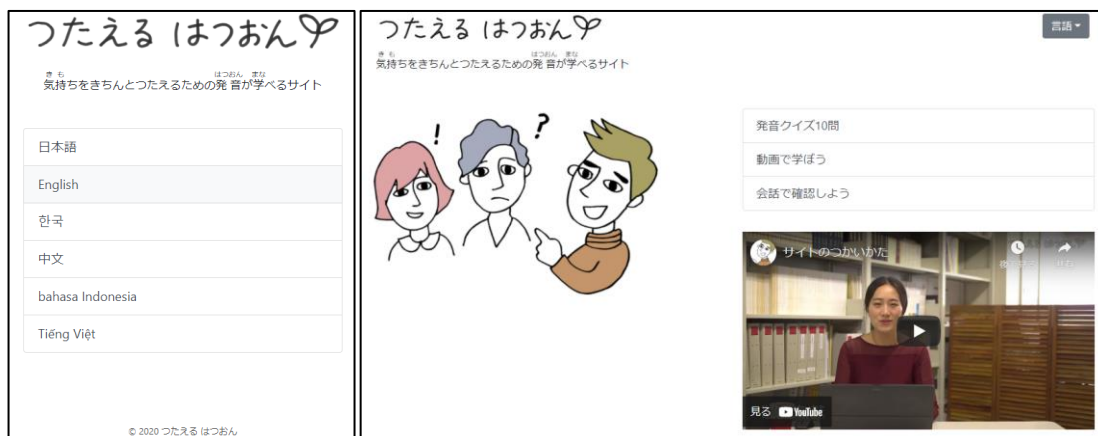 つたえる はつおん
きも はつおん まな
気持ちをきちんとつたえるための発音が学べるサイト
日本語
English
한국
中文
bahasa Indonesia
Tiếng Việt
© 2020 つたえる はつおん
つたえる はつおん
言語
きも はつおん まな
気持ちをきちんとつたえるための発音が学べるサイト
! ?
発音クイズ10問
動画で学ぼう
会話で確認しよう
サイトのつかいかた
見る YouTube